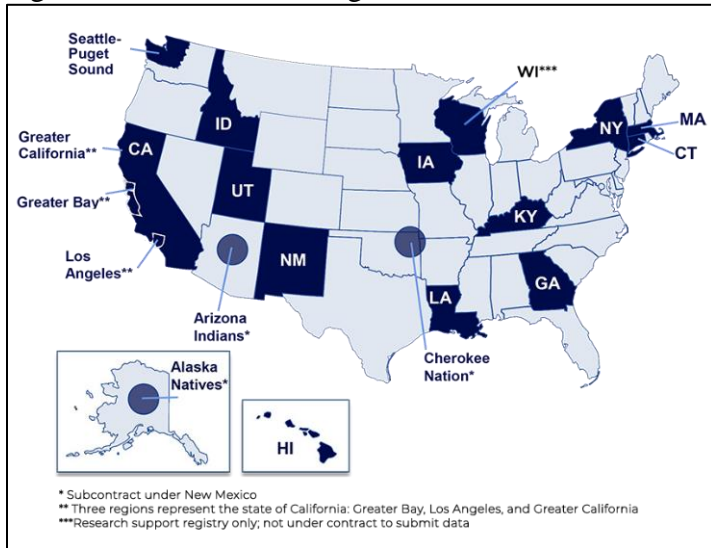 Seattle-
Puget
Sound
WI***
ID
NY
MA
CT
Greater
California**
CA
IA
Greater Bay**
UT
KY
Los
Angeles**
NM
GA
LA
Arizona
Indians*
Cherokee
Nation*
Alaska
Natives*
HI
* Subcontract under New Mexico
** Three regions represent the state of California: Greater Bay, Los Angeles, and Greater California
***Research support registry only; not under contract to submit data